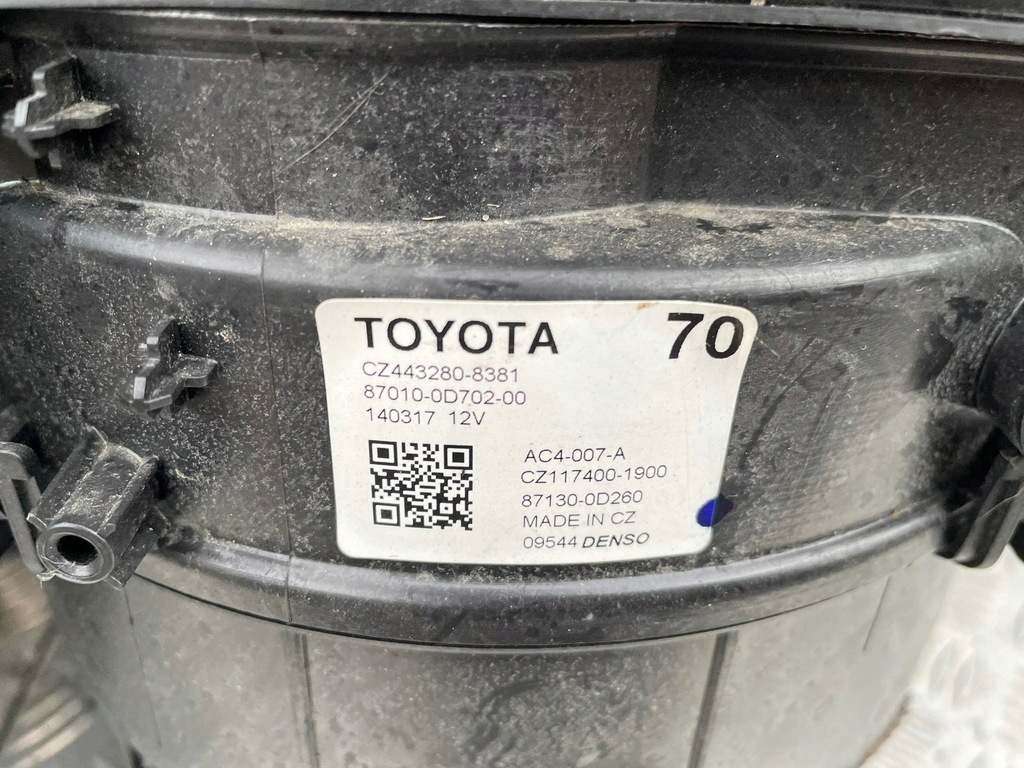 TOYOTA 70
CZ443280-8381
87010-0D702-00
140317 12V
AC4-007-A
CZ117400-1900
87130-0D260
MADE IN CZ
09544 DENSO